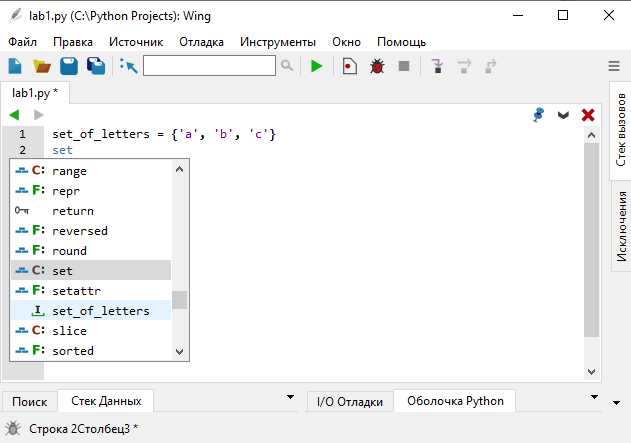 lab1.py (C:\Python Projects): Wing
Файл Правка Источник Отладка Инструменты Окно Помощь
lab1.py *
1 set_of_letters = {'a', 'b', 'c'}
2 set
C: range
F: repr
return
F: reversed
F: round
C: set
F: setattr
I set_of_letters
C: slice
F: sorted
Стек вызовов
Исключения
Поиск Стек Данных I/O Отладки Оболочка Python
Строка 2Столбец3 *